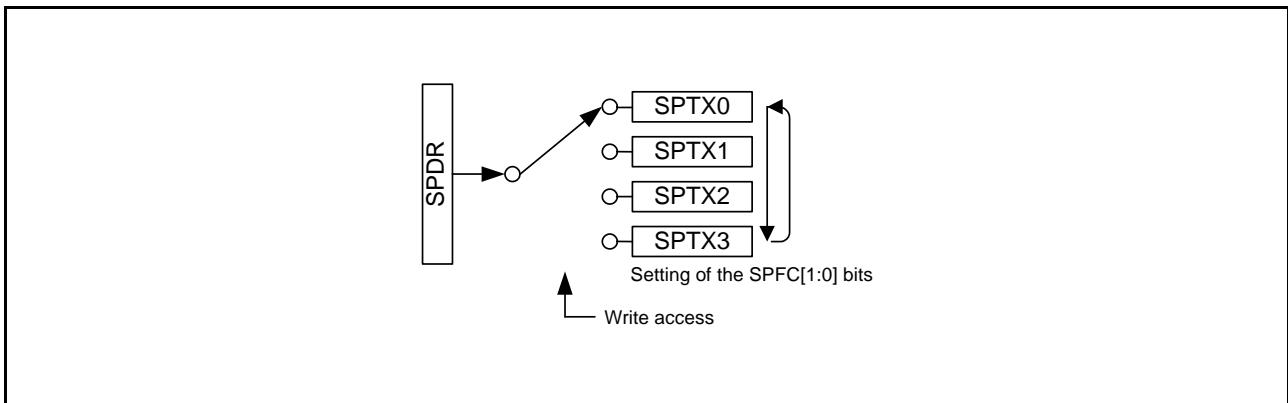 SPDR
SPTX0
SPTX1
SPTX2
SPTX3
Setting of the SPFC[1:0] bits
Write access